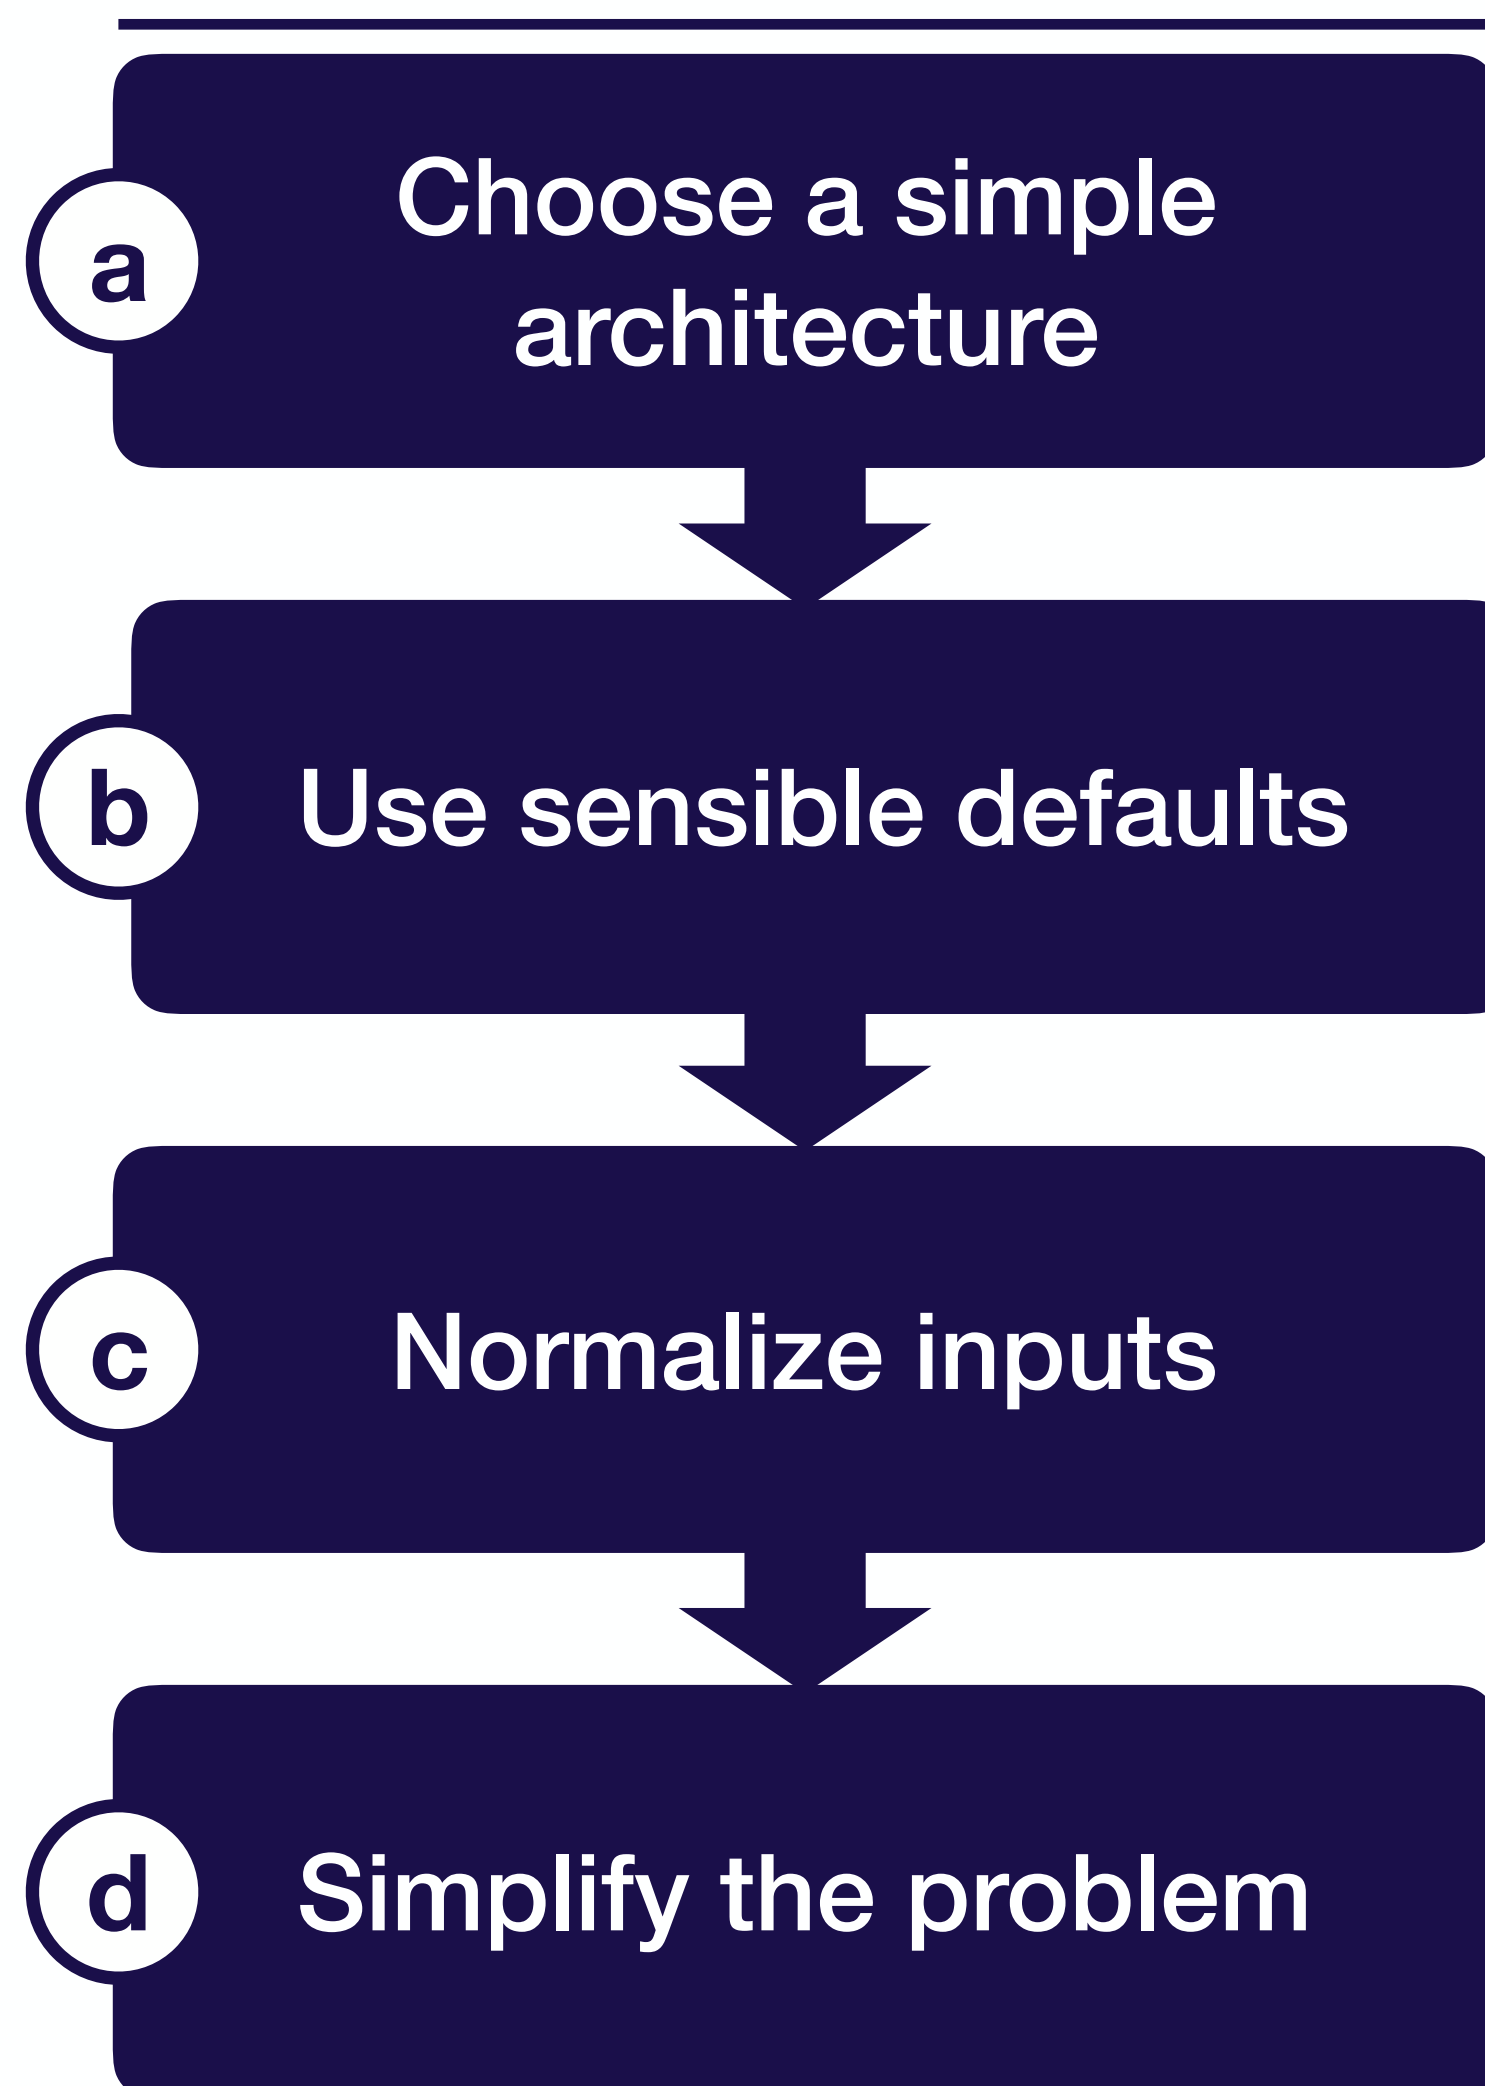 a
Choose a simple
architecture
b
Use sensible defaults
c
Normalize inputs
d
Simplify the problem